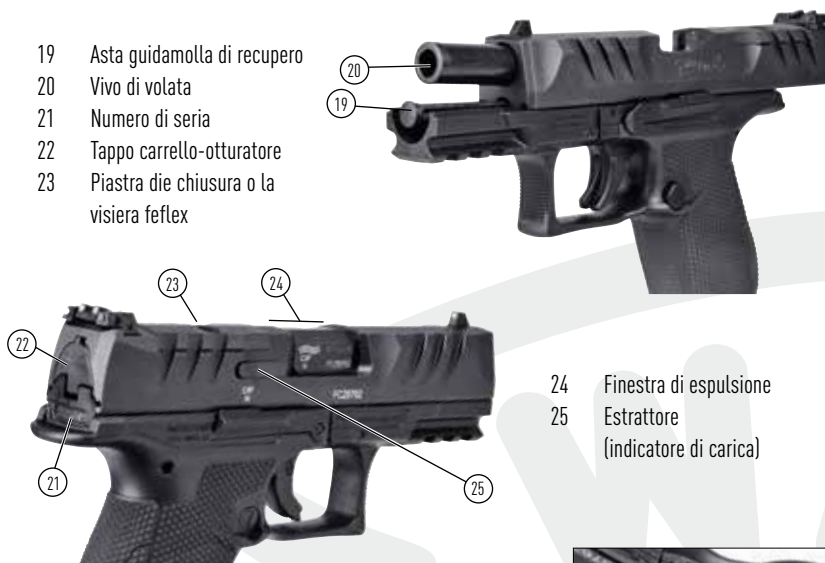 19 Asta guidamolla di recupero
20 Vivo di volata
21 Numero di seria
22 Tappo carrello-otturatore
23 Piastra die chiusura o la
visiera feflex
20
19
23
24
22
21
25
24 Finestra di espulsione
25 Estrattore
(indicatore di carica)